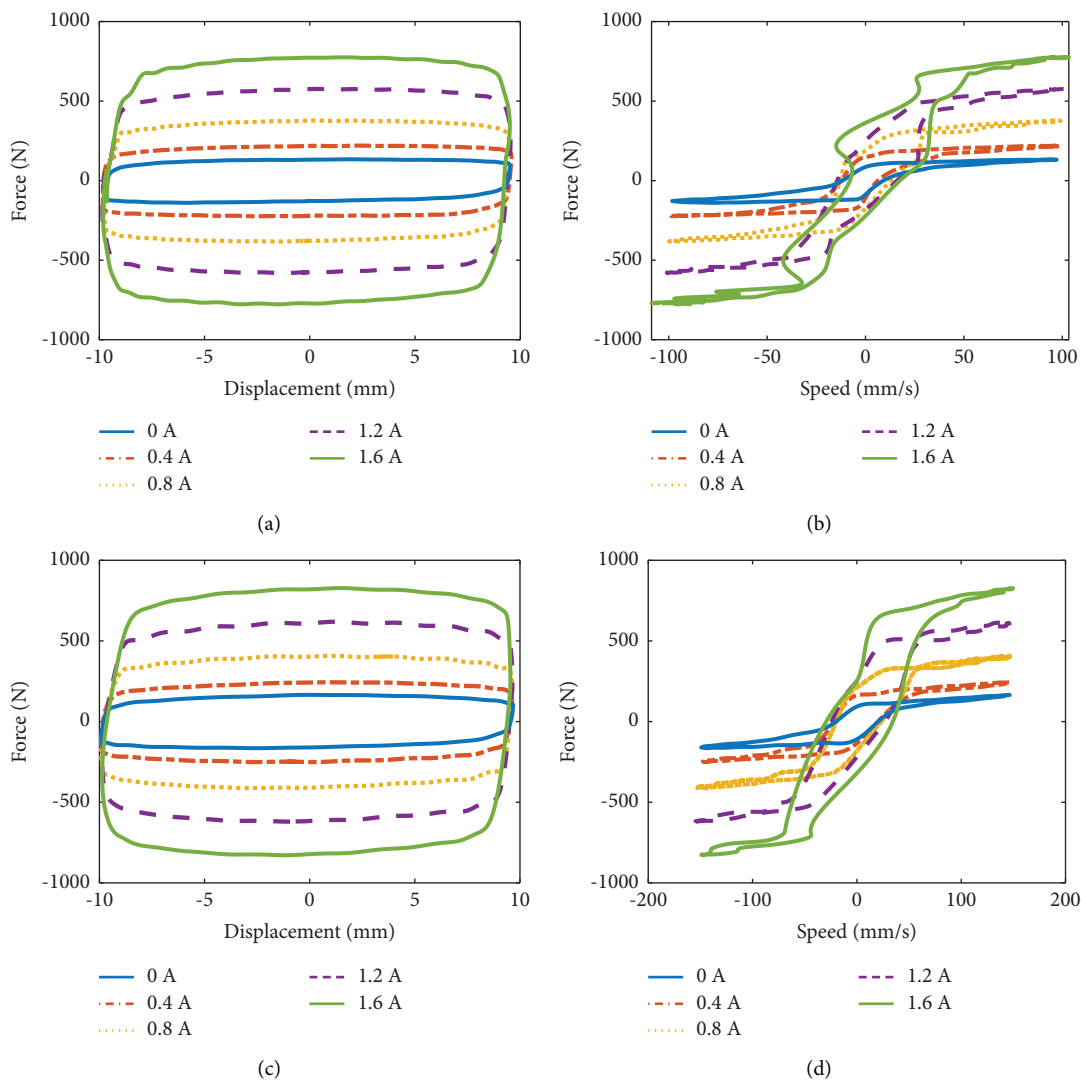 1000
500
0
-500
-1000
Force (N)
-10
-5
0
5
10
Displacement (mm)
0 A
0.4 A
0.8 A
1.2 A
1.6 A
(a)
1000
500
0
-500
-1000
Force (N)
-100
-50
0
50
100
Speed (mm/s)
0 A
0.4 A
0.8 A
1.2 A
1.6 A
(b)
1000
500
0
-500
-1000
Force (N)
-10
-5
0
5
10
Displacement (mm)
0 A
0.4 A
0.8 A
1.2 A
1.6 A
(c)
1000
500
0
-500
-1000
Force (N)
-200
-100
0
100
200
Speed (mm/s)
0 A
0.4 A
0.8 A
1.2 A
1.6 A
(d)